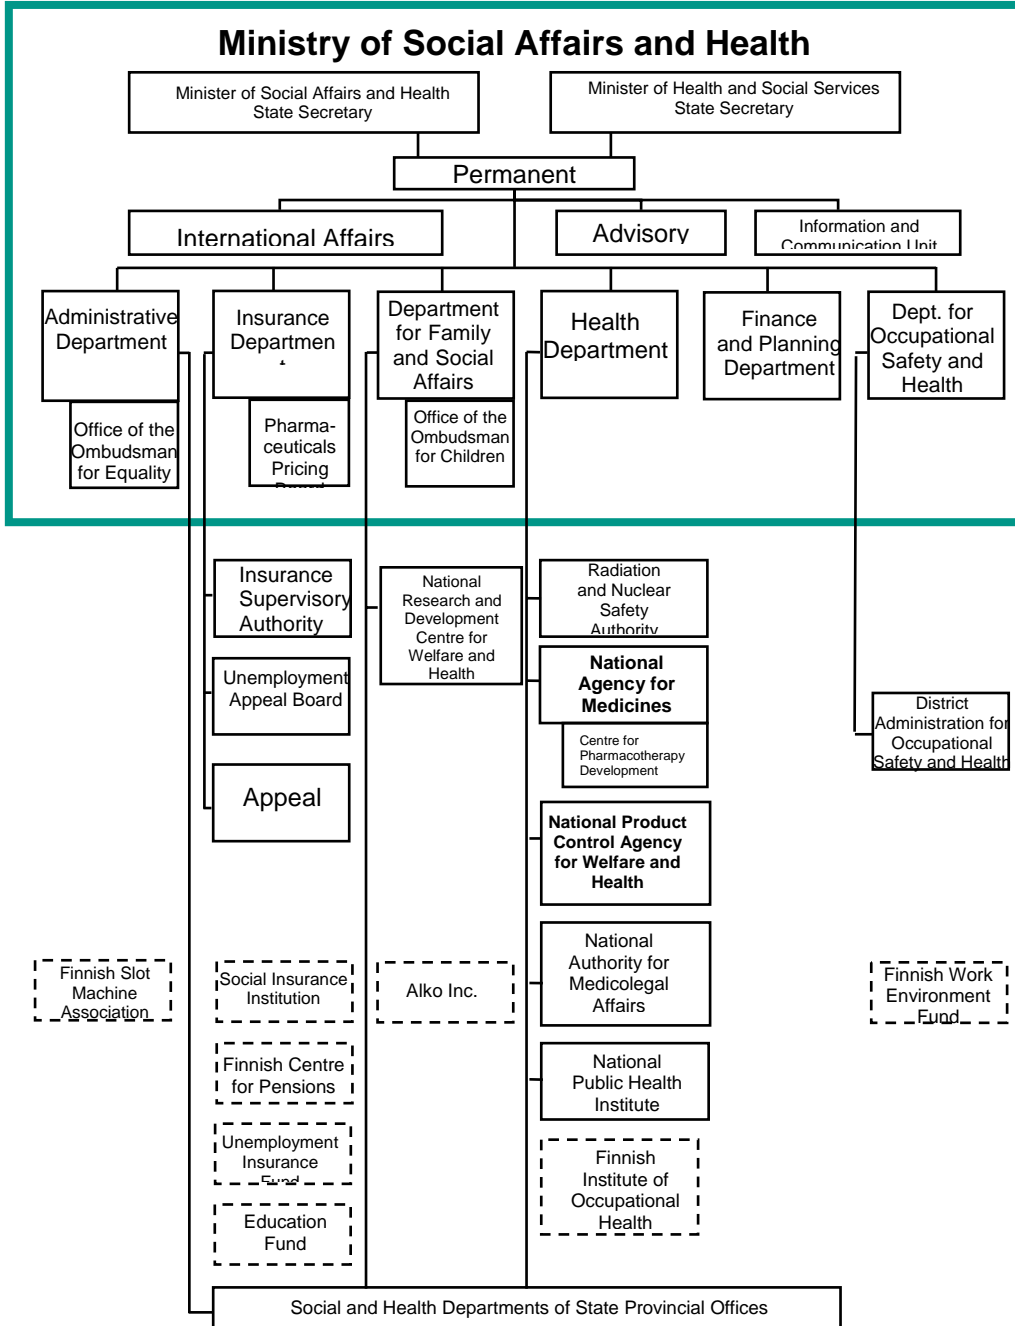 Ministry of Social Affairs and Health
Minister of Social Affairs and Health
State Secretary
Minister of Health and Social Services
State Secretary
Permanent
International Affairs
Advisory
Information and
Communication Unit
Administrative
Department
Insurance
Departmen
Department
for Family
and Social
Affairs
Health
Department
Finance
and Planning
Department
Dept. for
Occupational
Safety and
Health
Office of the
Ombudsman
for Equality
Pharma-
ceuticals
Pricing
Office of the
Ombudsman
for Children
Insurance
Supervisory
Authority
National
Research and
Development
Centre for
Welfare and
Health
Radiation
and Nuclear
Safety
Authority
Unemployment
Appeal Board
National
Agency for
Medicines
Centre for
Pharmacotherapy
Development
District
Administration for
Occupational
Safety and Health
Appeal
National Product
Control Agency
for Welfare and
Health
National
Authority for
Medicolegal
Affairs
Finnish Slot
Machine
Association
Social Insurance
Institution
Alko Inc.
Finnish Work
Environment
Fund
Finnish Centre
for Pensions
National
Public Health
Institute
Unemployment
Insurance
Fund
Finnish
Institute of
Occupational
Health
Education
Fund
Social and Health Departments of State Provincial Offices